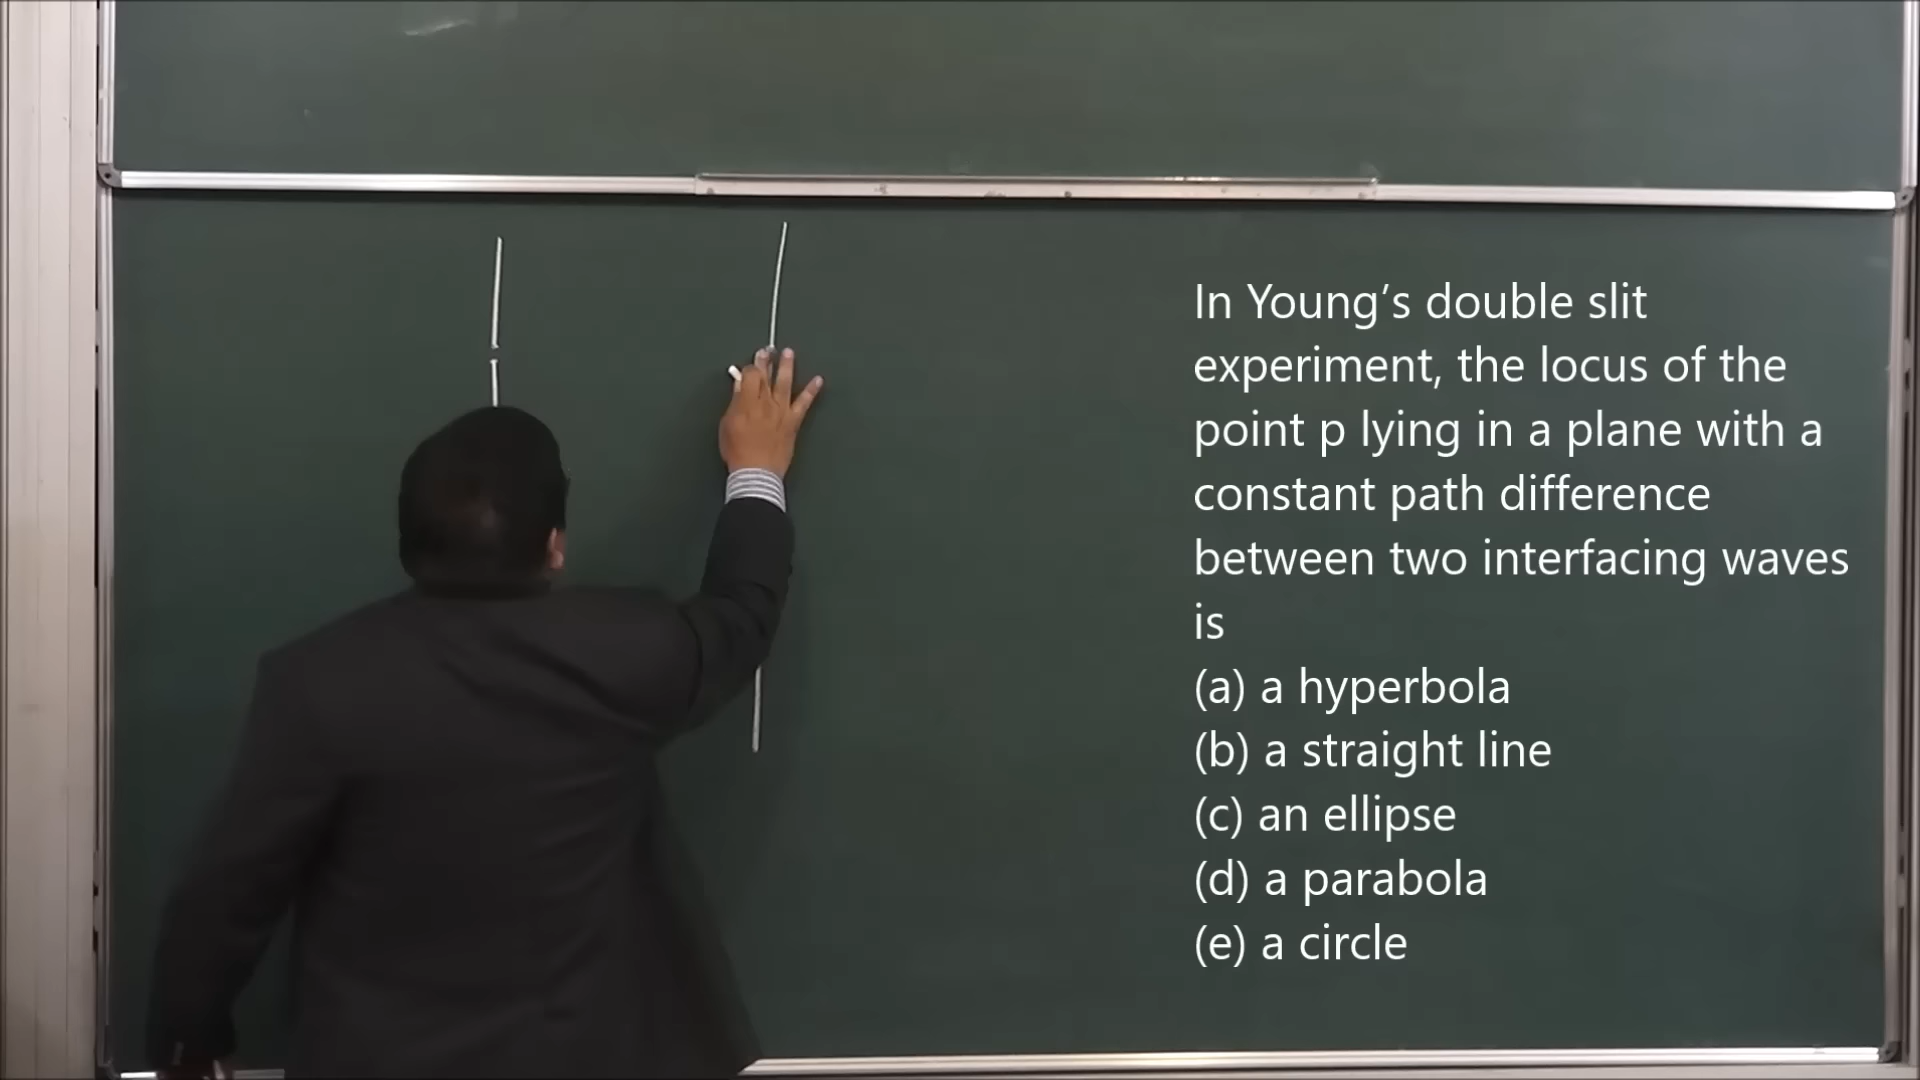 In Young’s double slit
experiment, the locus of the
point p lying in a plane with a
constant path difference
between two interfacing waves
is
(a) a hyperbola
(b) a straight line
(c) an ellipse
(d) a parabola
(e) a circle